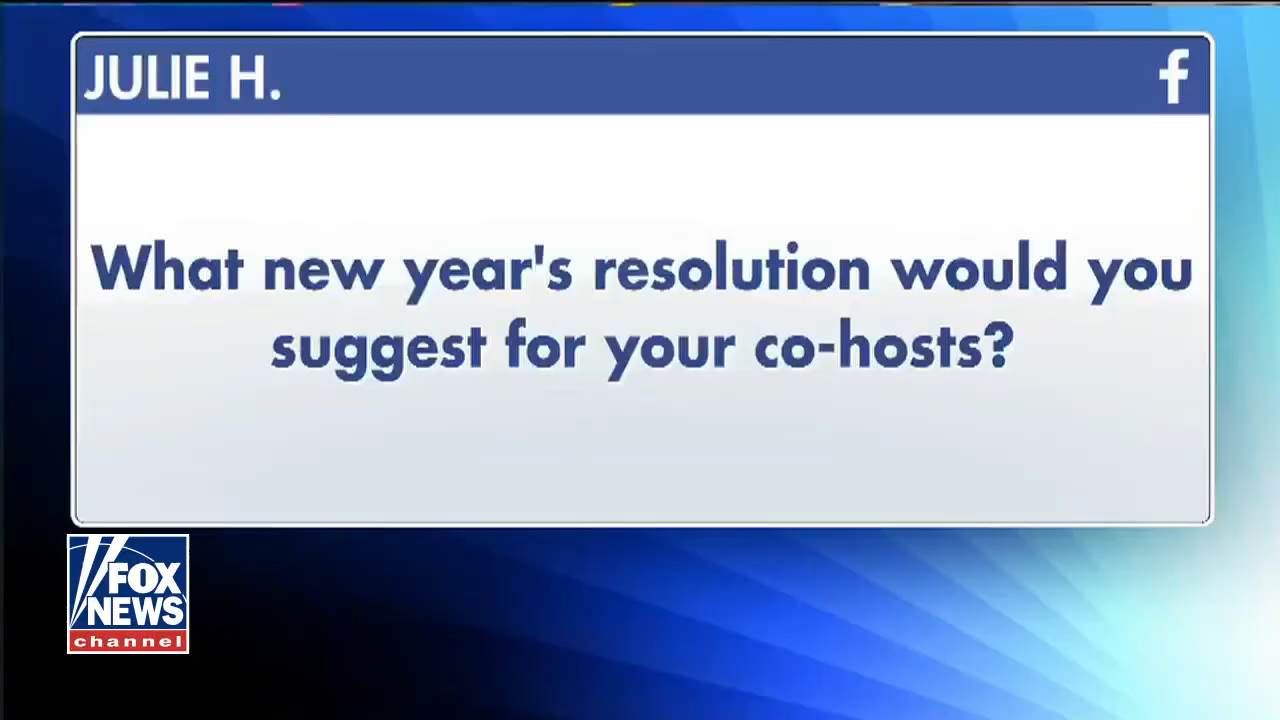 JULIE H.
f
What new year's resolution would you
suggest for your co-hosts?
FOX
NEWS
channel